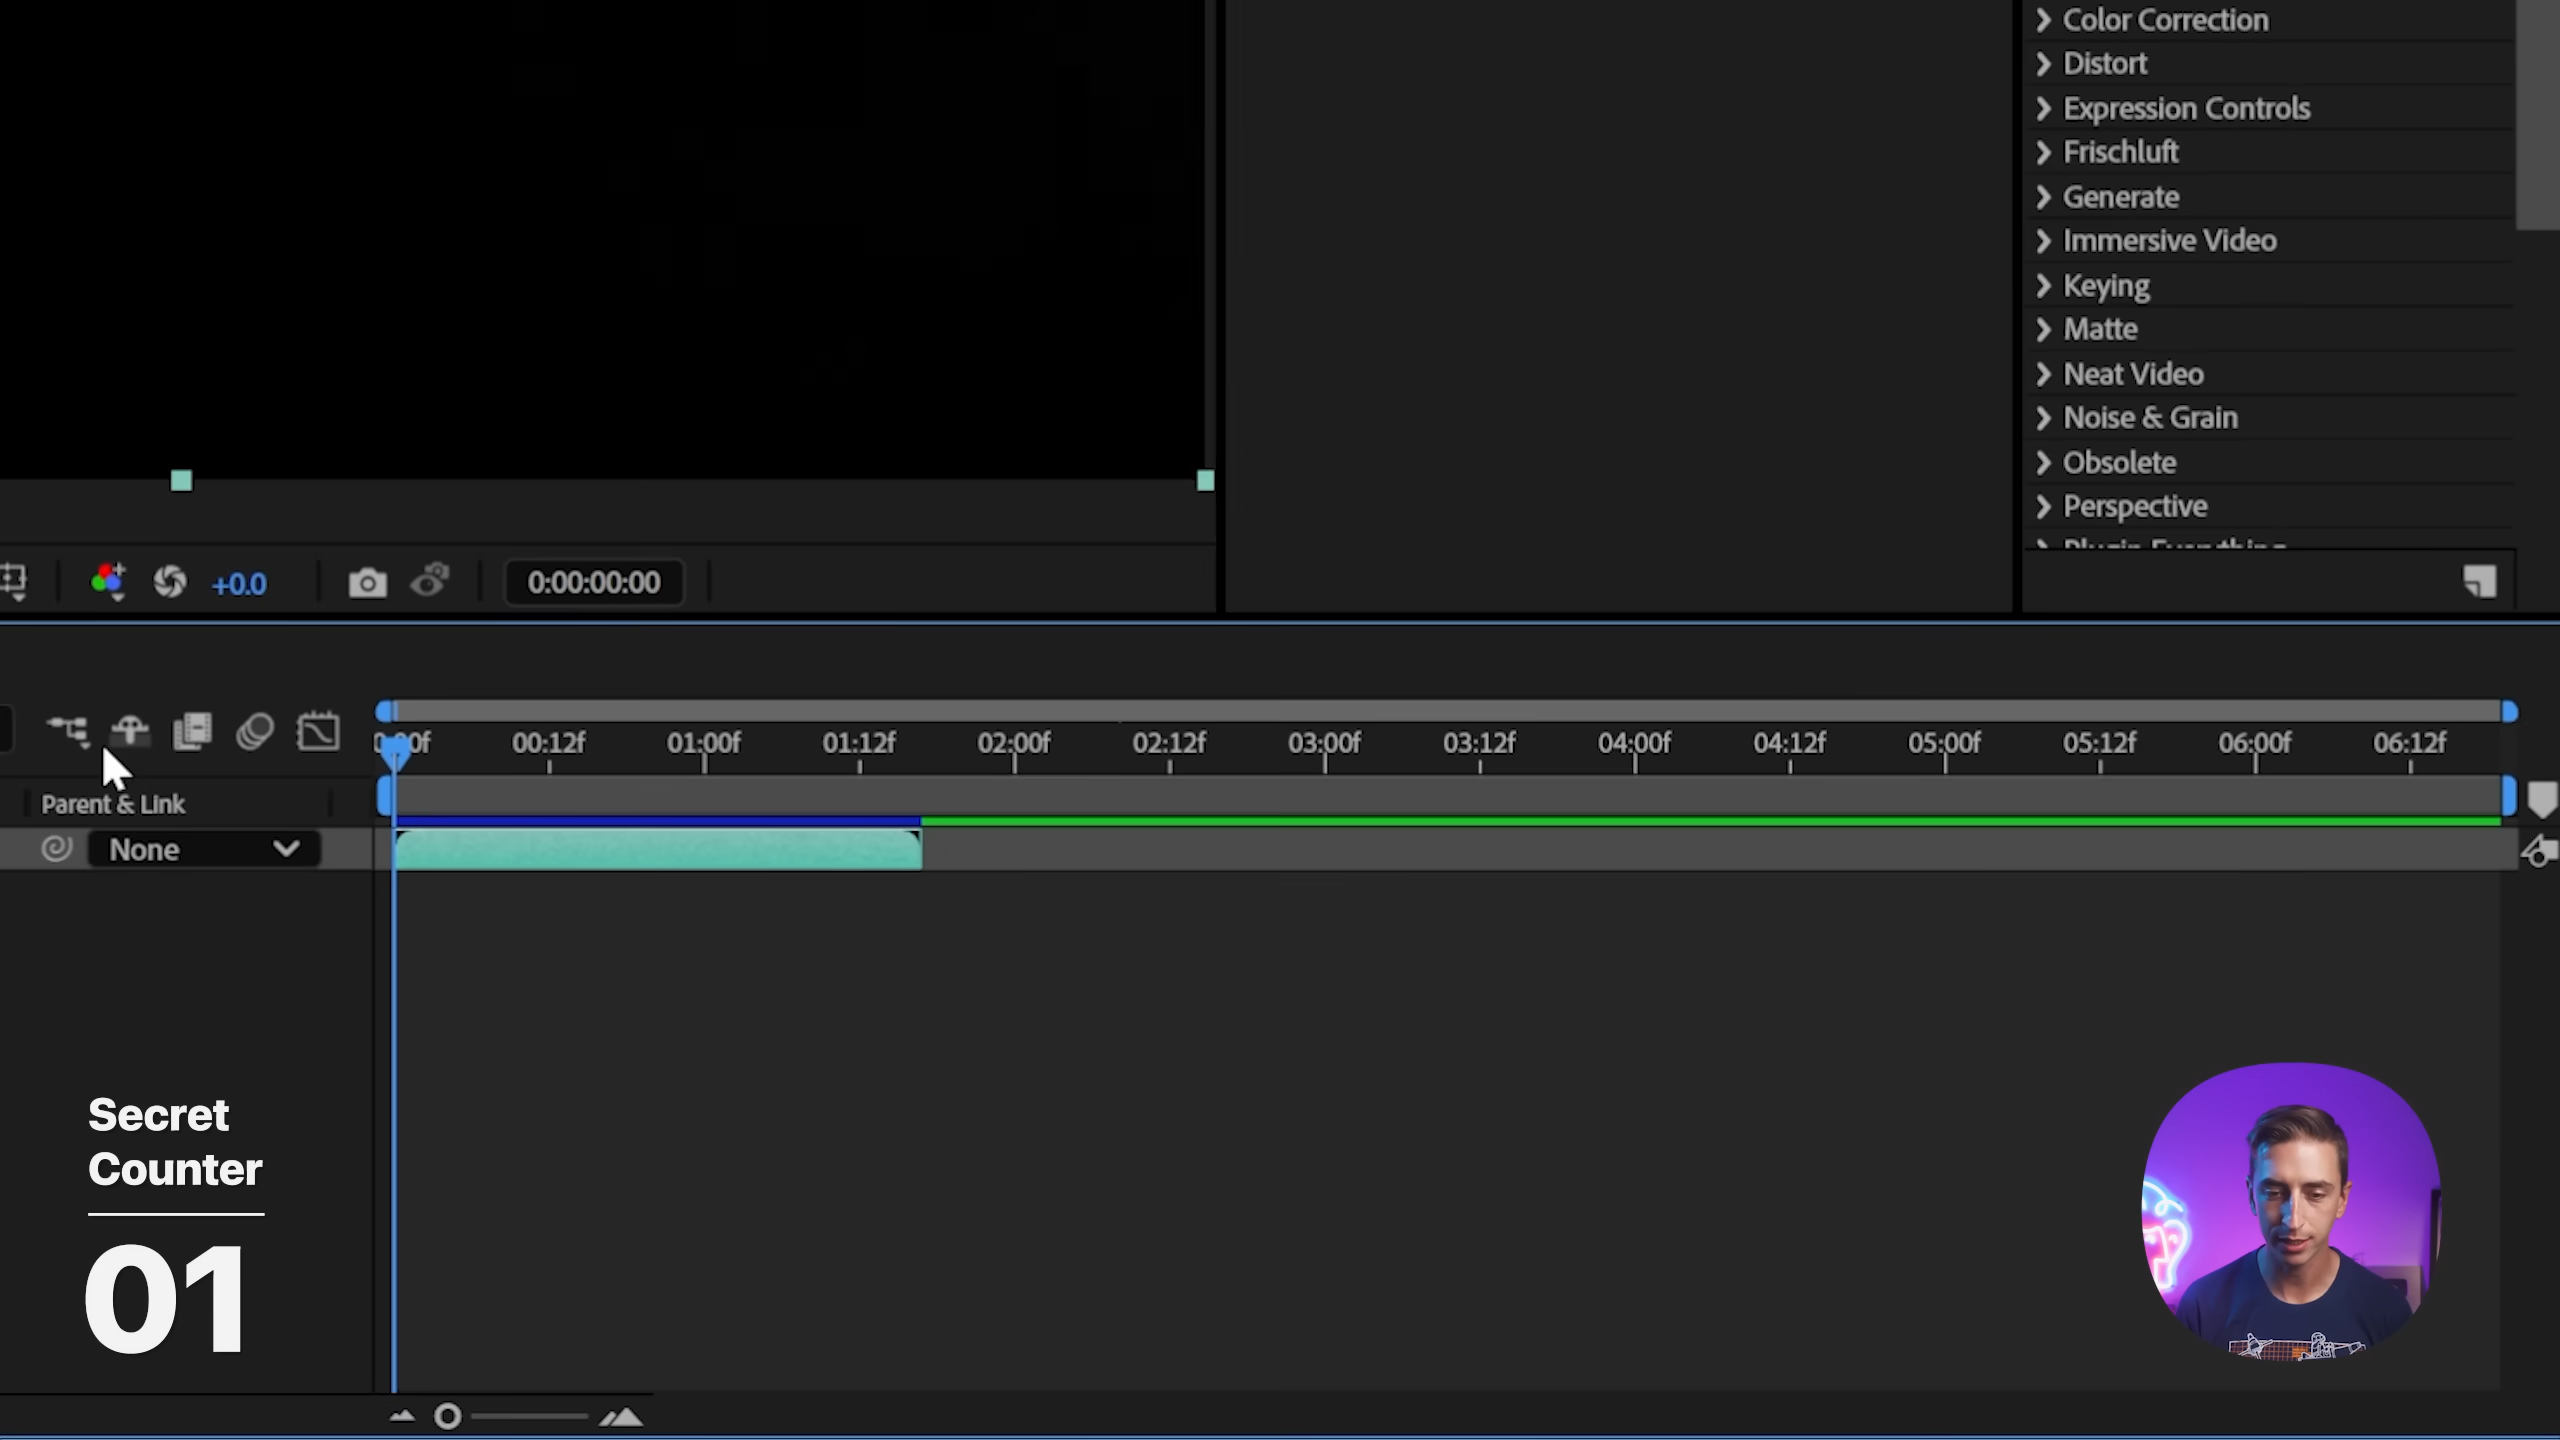 Color Correction
Distort
Expression Controls
Frischluft
Generate
Immersive Video
Keying
Matte
Neat Video
Noise & Grain
Obsolete
Perspective
Plugin Everything
+0.0
0:00:00:00
00:12f 01:00f 01:12f 02:00f 02:12f 03:00f 03:12f 04:00f 04:12f 05:00f 05:12f 06:00f 06:12f
Parent & Link
None
Secret
Counter
01